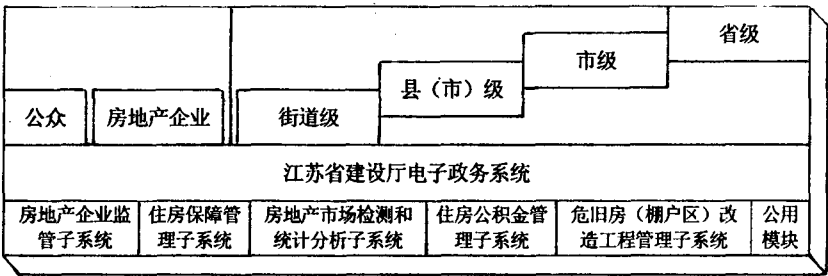 省级
市级
县（市）级
公众
房地产企业
街道级
江苏省建设厅电子政务系统
房地产企业监
管子系统
住房保障管
理子系统
房地产市场检测和
统计分析子系统
住房公积金管
理子系统
危旧房（棚户区）改
造工程管理子系统
公用
模块